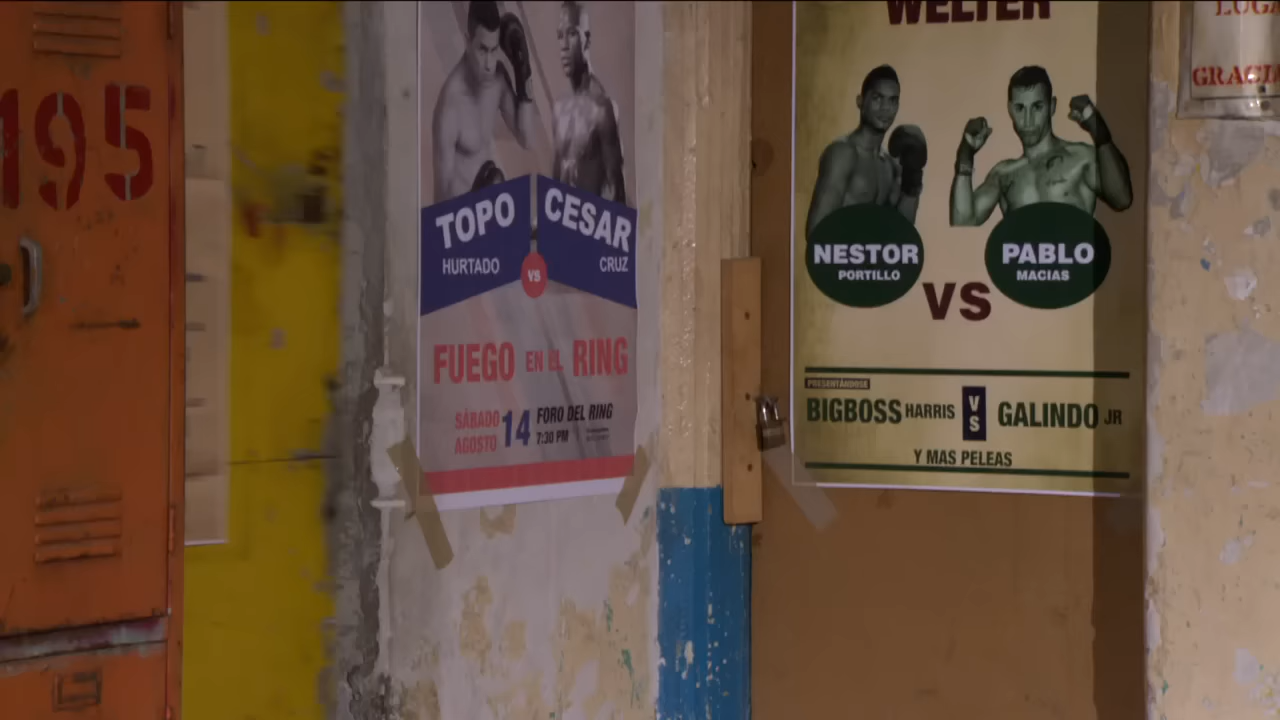 195
TOPO
HURTADO
VS
CESAR
CRUZ
FUEGO EN EL RING
SÁBADO
AGOSTO
14
FORO DEL RING
7:30 PM
WELTER
NESTOR
PORTILLO
VS
PABLO
MACIAS
PRESENTÁNDOSE
BIGBOSS HARRIS VS GALINDO JR
Y MAS PELEAS